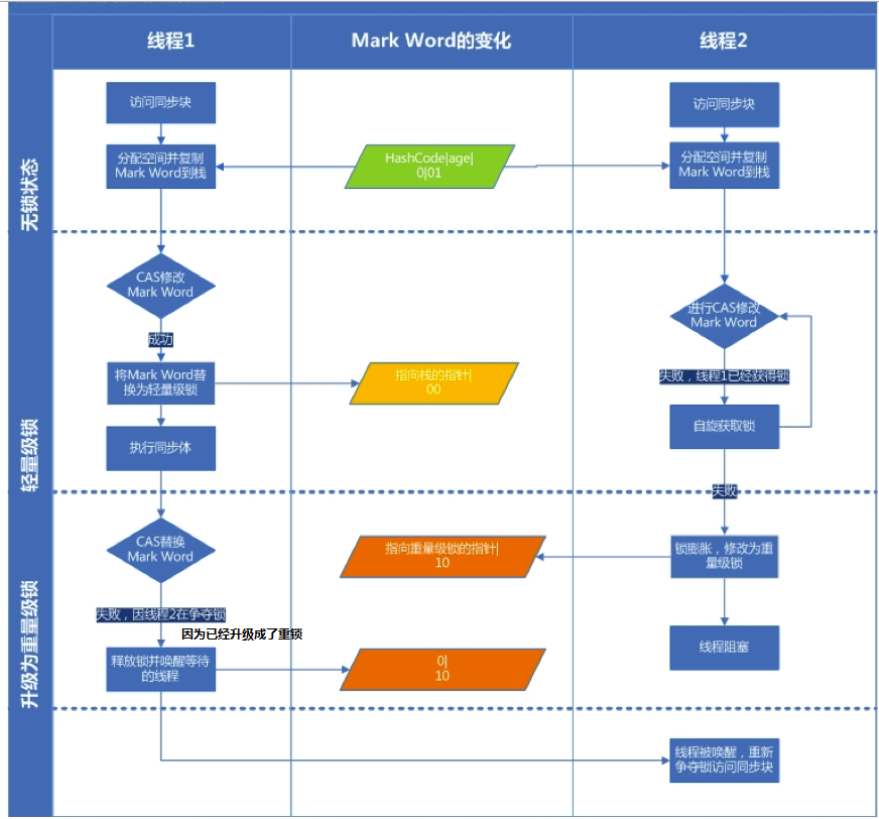 线程1
Mark Word的变化
线程2
无锁状态
访问同步块
访问同步块
分配空间并复制
Mark Word到栈
HashCode|age|
0|01
分配空间并复制
Mark Word到栈
轻量级锁
CAS修改
Mark Word
进行CAS修改
Mark Word
成功
将Mark Word替
换为轻量级锁
指向栈的指针|
00
失败，线程1已经获得锁
执行同步体
自旋获取锁
失败
升级为重量级锁
CAS替换
Mark Word
指向重量级锁的指针|
10
锁膨胀，修改为重
量级锁
失败，因线程2在争夺锁
因为已经升级成了重锁
释放锁并唤醒等待
的线程
0|
10
线程阻塞
线程被唤醒，重新
争夺锁访问同步块